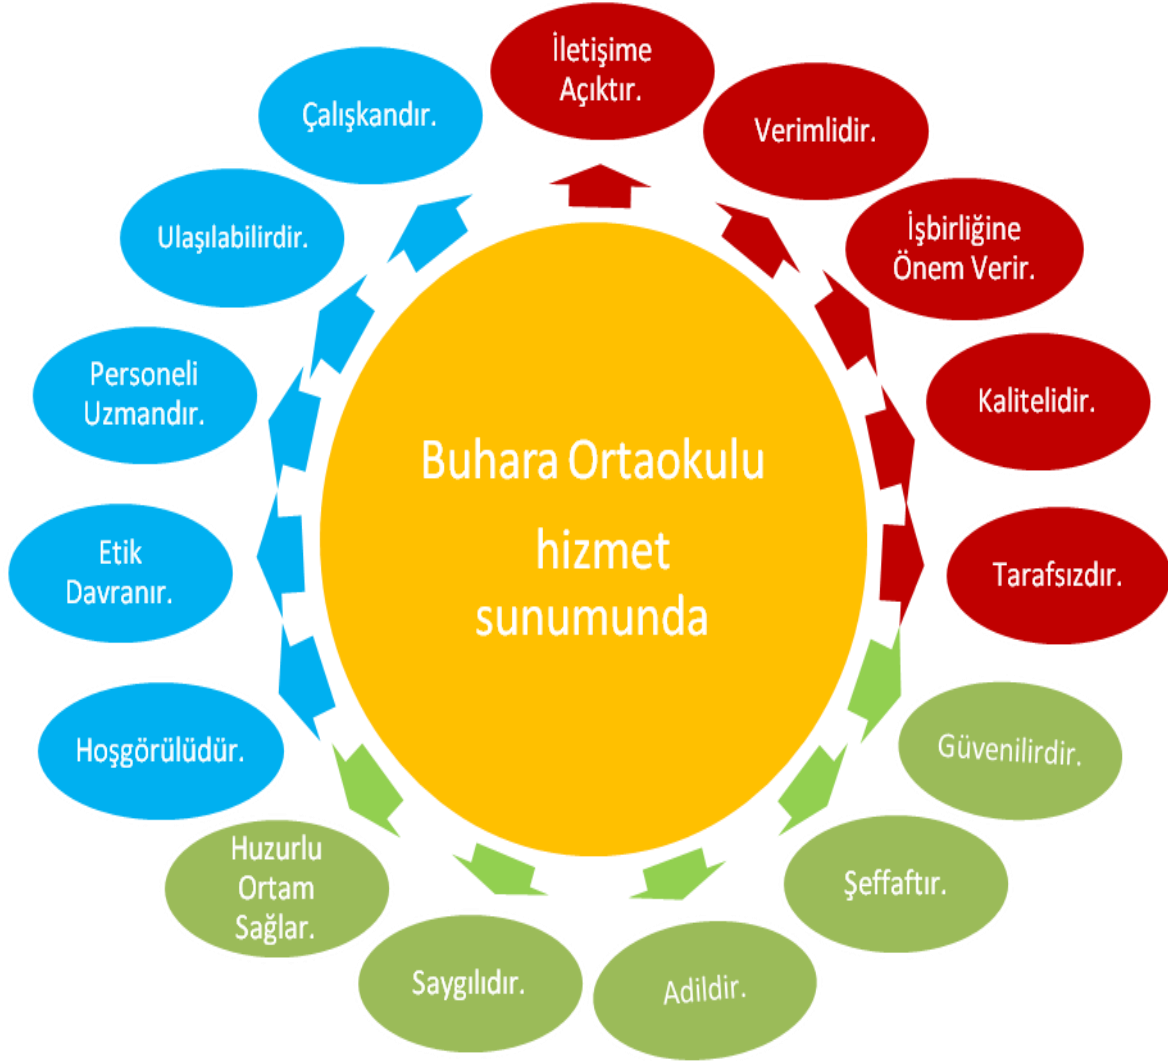 Buhara Ortaokulu
hizmet
sunumunda
İletişime
Açıktır.
Verimlidir.
İşbirliğine
Önem Verir.
Kalitelidir.
Tarafsızdır.
Güvenilirdir.
Şeffaftır.
Adildir.
Saygılıdır.
Huzurlu
Ortam
Sağlar.
Hoşgörülüdür.
Etik
Davranır.
Personeli
Uzmandır.
Ulaşılabilirdir.
Çalışkandır.